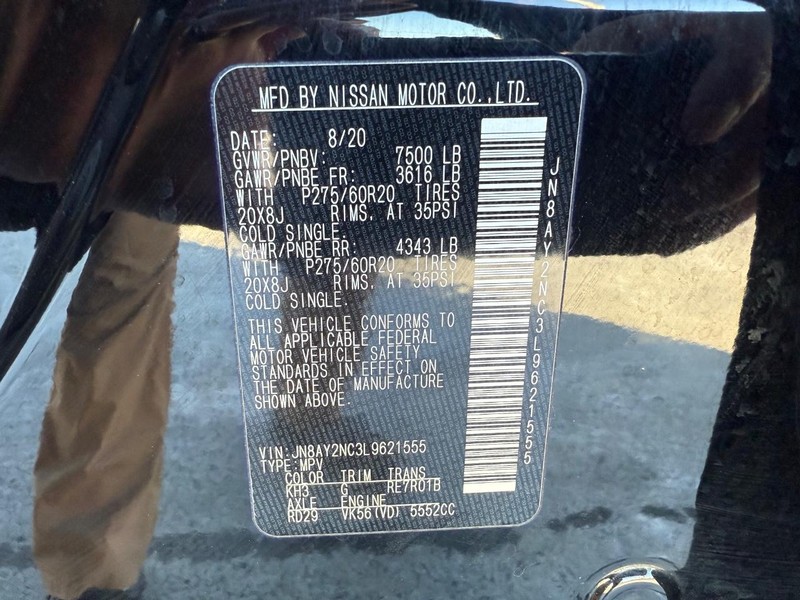 MFD BY NISSAN MOTOR CO.,LTD.
DATE: 8/20
GVWR/PNBV: 7500 LB
GAWR/PNBE FR: 3616 LB
WITH P275/60R20 TIRES
20X8J RIMS, AT 35PSI
COLD SINGLE.
GAWR/PNBE RR: 4343 LB
WITH P275/60R20 TIRES
20X8J RIMS, AT 35PSI
COLD SINGLE.
THIS VEHICLE CONFORMS TO
ALL APPLICABLE FEDERAL
MOTOR VEHICLE SAFETY
STANDARDS IN EFFECT ON
THE DATE OF MANUFACTURE
SHOWN ABOVE.
VIN:JN8AY2NC3L9621555
TYPE:MPV
COLOR TRIM TRANS
KH3 G RE7R01B
AXLE ENGINE
RD29 VK56(VD) 5552CC
JN8AY2NC3L9621555